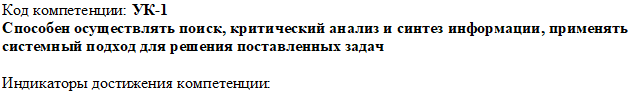 Код компетенции: УК-1
Способен осуществлять поиск, критический анализ и синтез информации, применять
системный подход для решения поставленных задач
Индикаторы достижения компетенции: